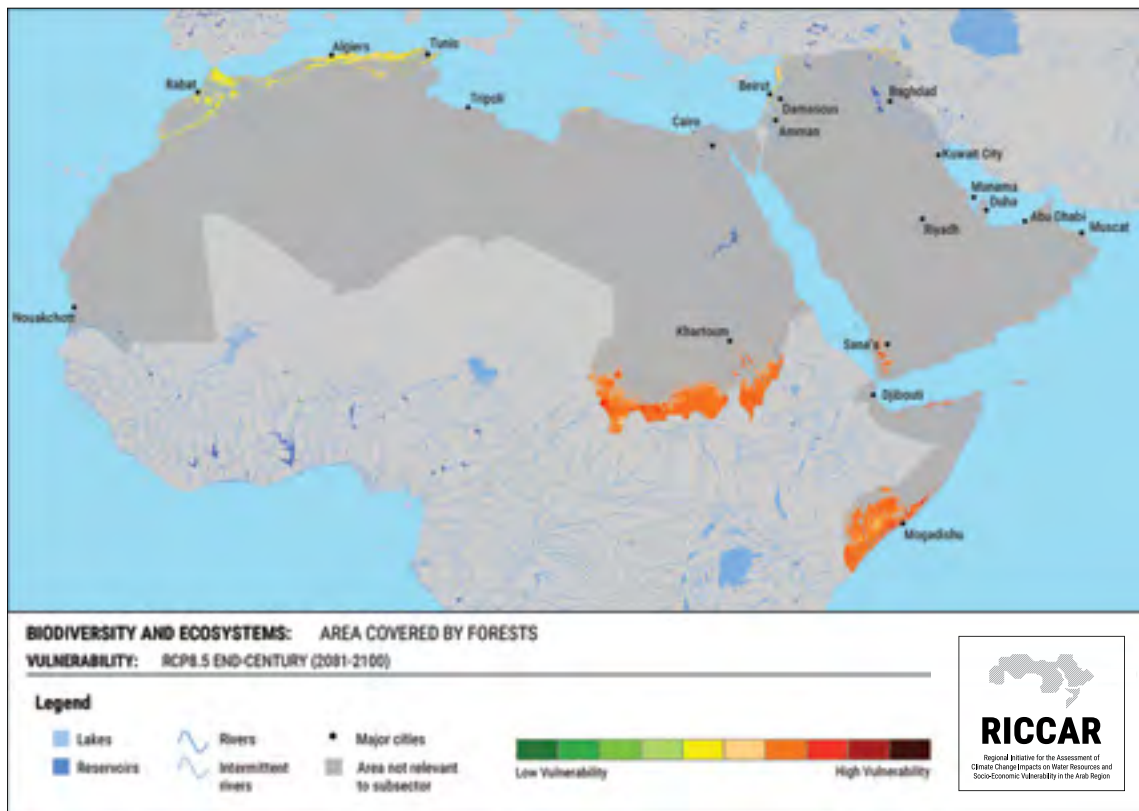 Algiers
Tunis
Rabat
Tripoli
Beirut
Damascus
Baghdad
Cairo
Amman
Kuwait City
Manama
Doha
Abu Dhabi
Riyadh
Muscat
Nouakchott
Khartoum
Sana'a
Djibouti
Mogadishu
BIODIVERSITY AND ECOSYSTEMS: AREA COVERED BY FORESTS
VULNERABILITY: RCP8.5 END-CENTURY (2081-2100)
Legend
Lakes
Reservoirs
Rivers
Intermittent
rivers
Major cities
Area not relevant
to subsector
Low Vulnerability
High Vulnerability
RICCAR
Regional Initiative for the Assessment of
Climate Change Impacts on Water Resources and
Socio-Economic Vulnerability in the Arab Region